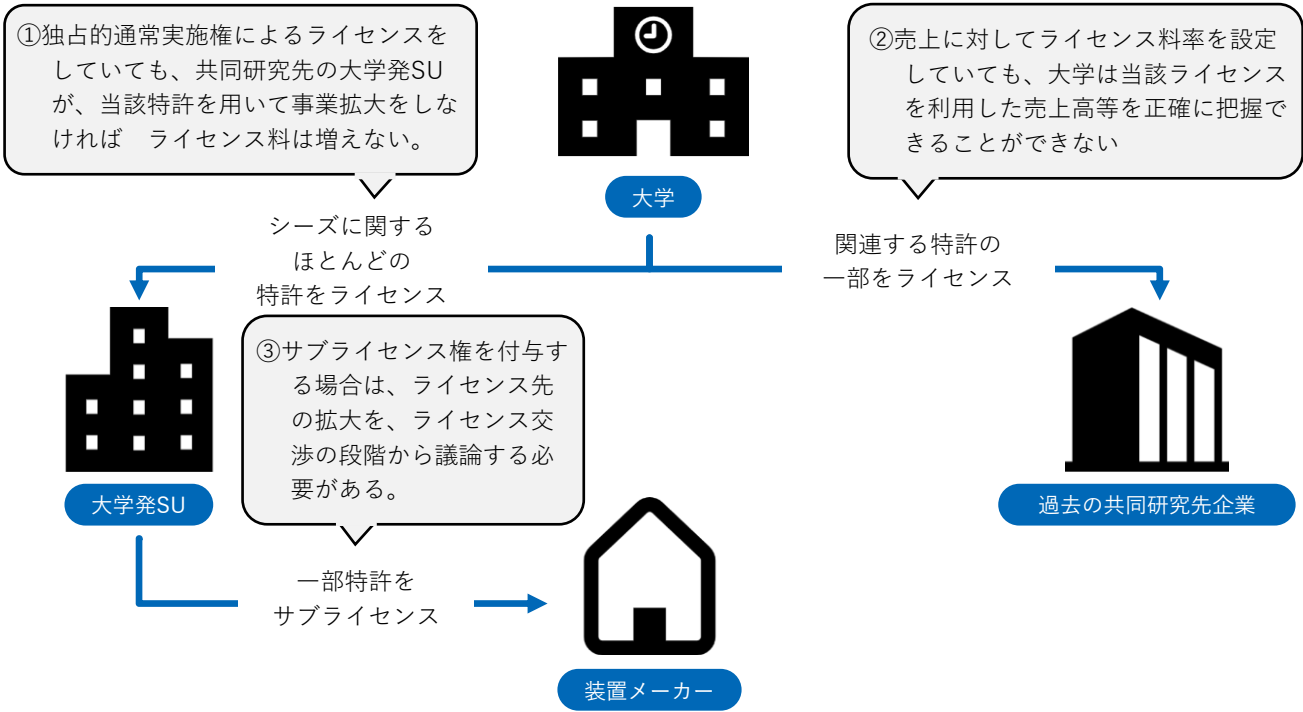 ①独占的通常実施権によるライセンスを
していても、共同研究先の大学発SU
が、当該特許を用いて事業拡大をしな
ければ　ライセンス料は増えない。
②売上に対してライセンス料率を設定
していても、大学は当該ライセンス
を利用した売上高等を正確に把握で
きることができない
大学
シーズに関する
ほとんどの
特許をライセンス
関連する特許の
一部をライセンス
③サブライセンス権を付与す
る場合は、ライセンス先
の拡大を、ライセンス交
渉の段階から議論する必
要がある。
大学発SU
過去の共同研究先企業
一部特許を
サブライセンス
装置メーカー